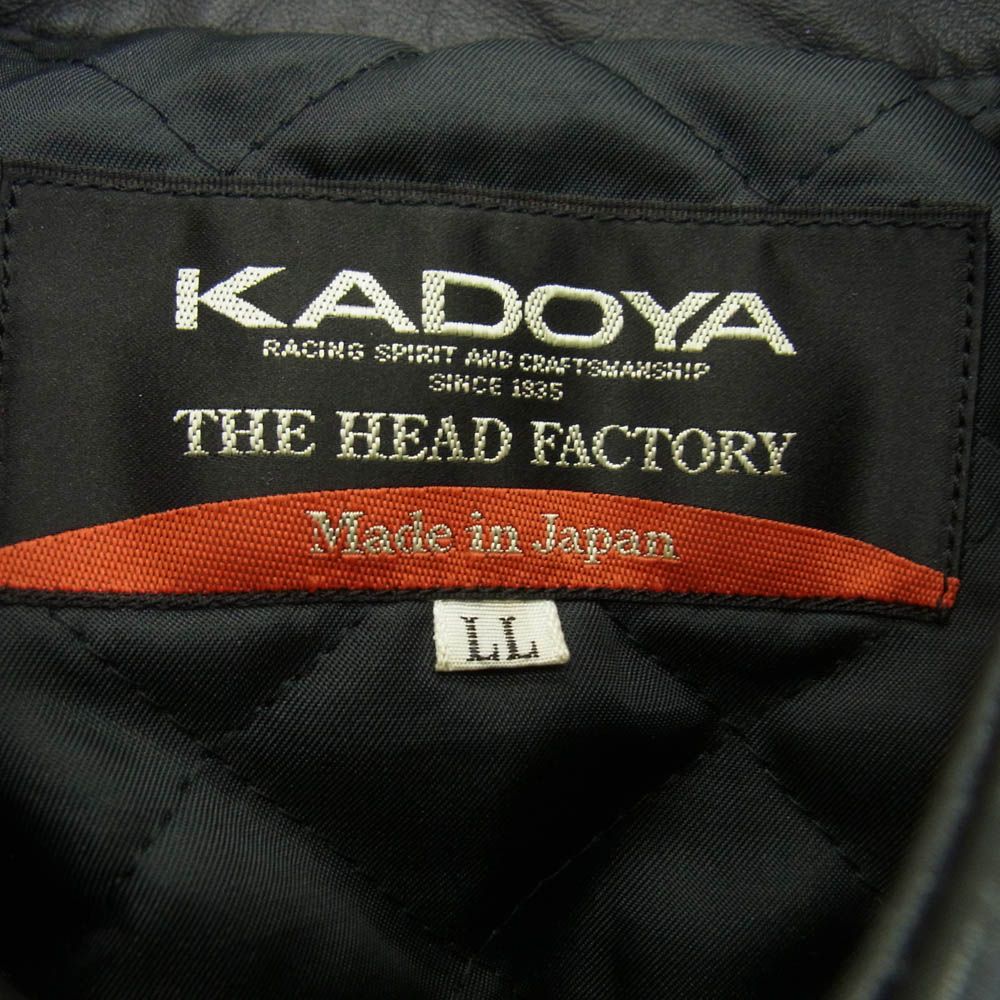 KADOYA
RACING SPIRIT AND CRAFTSMANSHIP
SINCE 1935
THE HEAD FACTORY
Made in Japan
LL